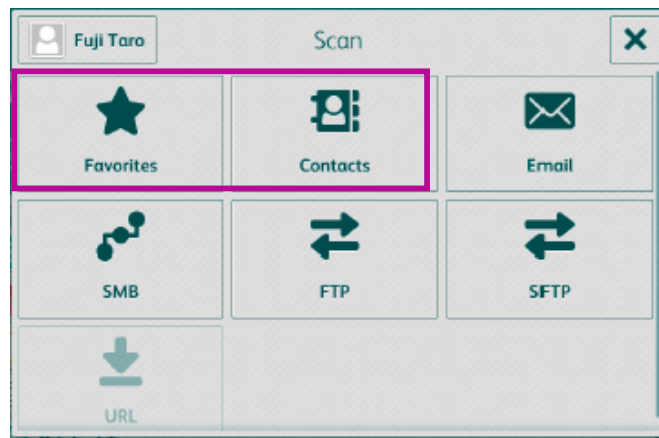 Fuji Taro
Scan
Favorites
Contacts
Email
SMB
FTP
SFTP
URL